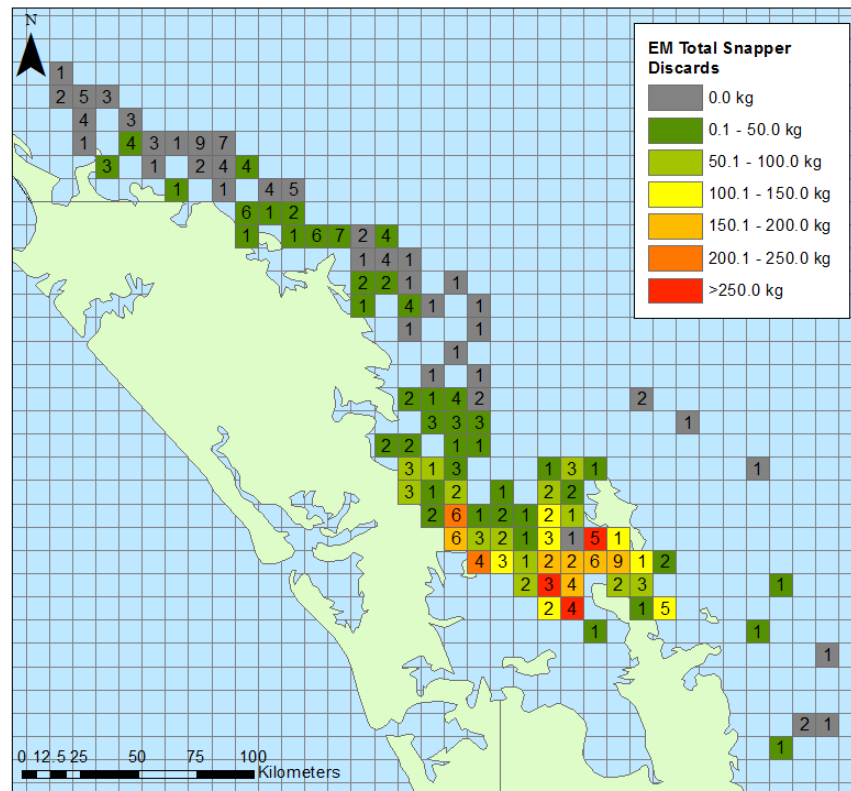 N
EM Total Snapper
Discards
0.0 kg
0.1 - 50.0 kg
50.1 - 100.0 kg
100.1 - 150.0 kg
150.1 - 200.0 kg
200.1 - 250.0 kg
>250.0 kg
1
2 5 3
4 3
1 4 3 1 9 7
3 1 2 4 4
1 1 4 5
6 1 2
1 1 6 7 2 4
1 4 1
2 2 1 1
1 4 1 1
1 1
1
1 1
2 1 4 2 2
3 3 3 1
2 2 1 1
3 1 3 1 3 1 1
3 1 2 1 2 2
2 6 1 2 1 2 1
6 3 2 1 3 1 5 1
4 3 1 2 2 6 9 1 2
2 3 4 2 3 1
2 4 1 5
1 1
1
2 1
1
0 12.5 25 50 75 100
Kilometers